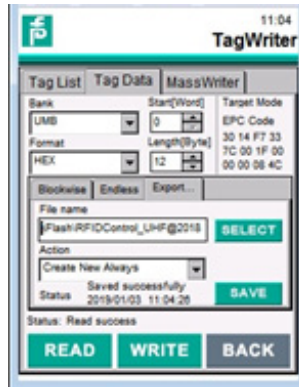 11:04
TagWriter
Tag List Tag Data MassWriter
Bank Start[Word] Target Mode
UMB 0 EPC Code
Format Length[Byte] 30 14 F7 33
HEX 12 7C 00 1F 00
00 00 08 4C
Blockwise Endless Export...
File name
\Flash\RFIDControl_UHF@2018 SELECT
Action
Create New Always
Status Saved successfully
2019/01/03 11:04:26 SAVE
Status: Read success
READ WRITE BACK